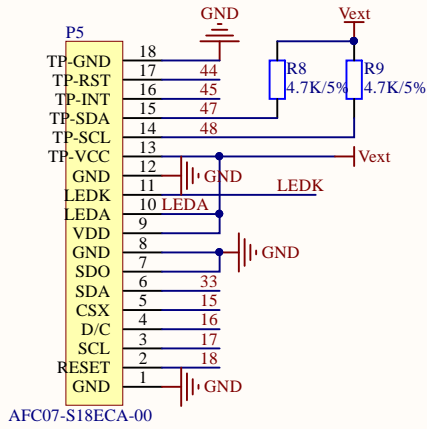 GND
Vext
P5
TP-GND 18
TP-RST 17 44
TP-INT 16 45
TP-SDA 15 47
TP-SCL 14 48
TP-VCC 13
GND 12
LEDK 11
LEDA 10
VDD 9
GND 8
SDO 7
SDA 6 33
CSX 5 15
D/C 4 16
SCL 3 17
RESET 2 18
GND 1
R8
4.7K/5%
R9
4.7K/5%
Vext
GND
LEDK
LEDA
GND
GND
AFC07-S18ECA-00